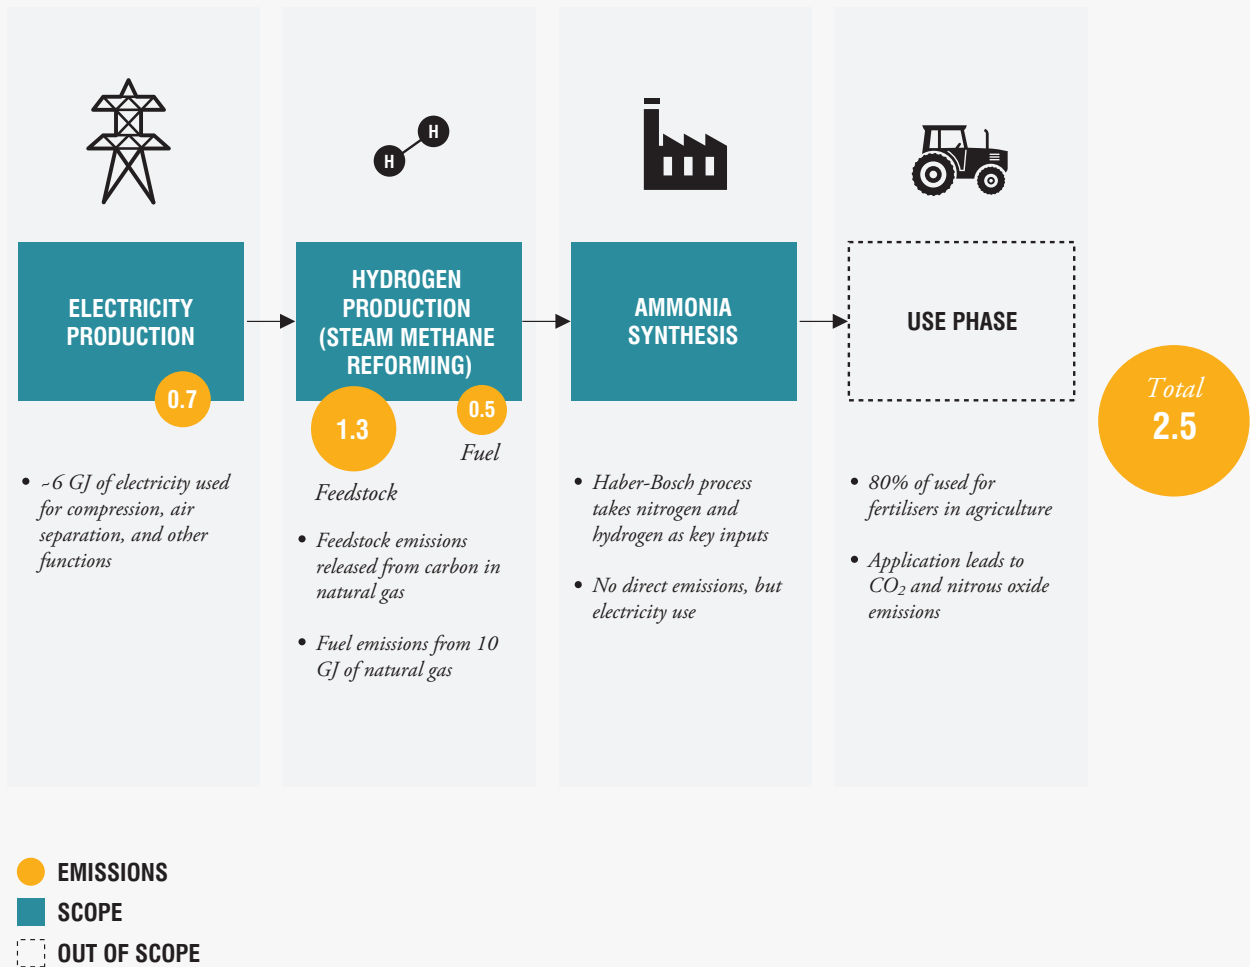 H
H
ELECTRICITY
PRODUCTION
0.7
• ~6 GJ of electricity used
for compression, air
separation, and other
functions
HYDROGEN
PRODUCTION
(STEAM METHANE
REFORMING)
1.3
Feedstock
0.5
Fuel
• Feedstock emissions
released from carbon in
natural gas
• Fuel emissions from 10
GJ of natural gas
AMMONIA
SYNTHESIS
• Haber-Bosch process
takes nitrogen and
hydrogen as key inputs
• No direct emissions, but
electricity use
USE PHASE
• 80% of used for
fertilisers in agriculture
• Application leads to
CO₂ and nitrous oxide
emissions
Total
2.5
EMISSIONS
SCOPE
OUT OF SCOPE